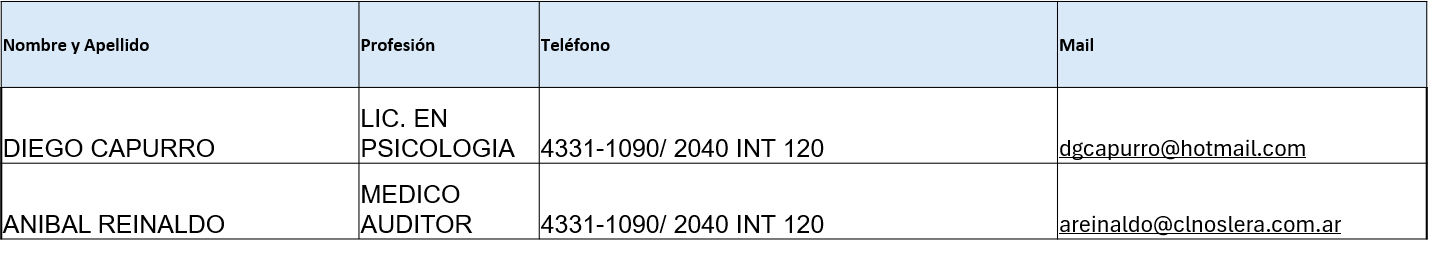 Nombre y Apellido Profesión Teléfono Mail
LIC. EN
DIEGO CAPURRO PSICOLOGIA 4331-1090/ 2040 INT 120 dgcapurro@hotmail.com
MEDICO
ANIBAL REINALDO AUDITOR 4331-1090/ 2040 INT 120 areinaldo@clnoslera.com.ar